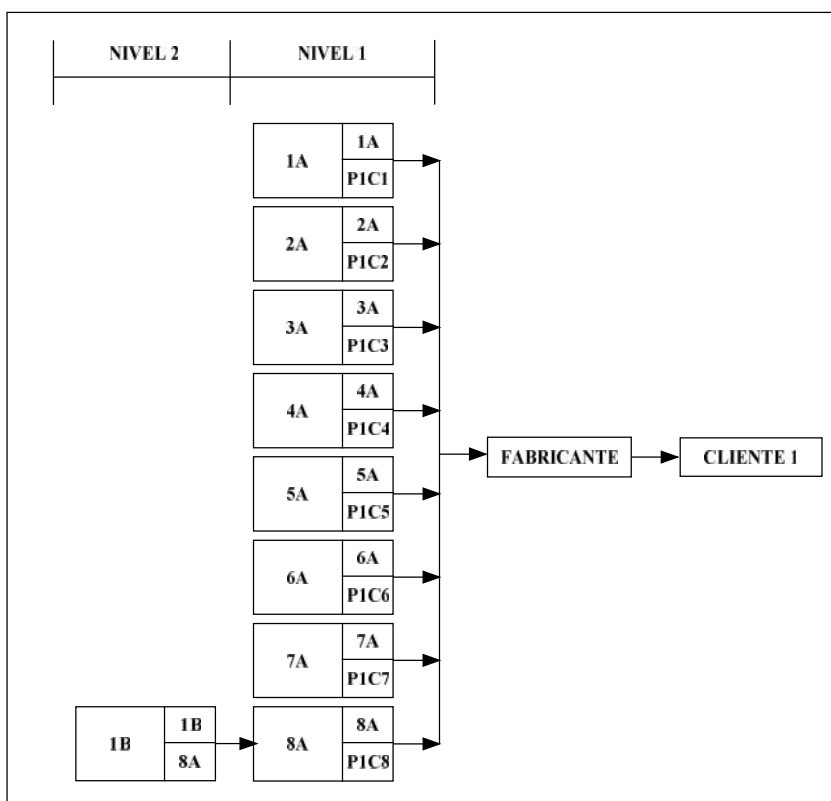 NIVEL 2
NIVEL 1
1A
1A
P1C1
2A
2A
P1C2
3A
3A
P1C3
4A
4A
P1C4
5A
5A
P1C5
6A
6A
P1C6
7A
7A
P1C7
1B
1B
8A
8A
8A
P1C8
FABRICANTE
CLIENTE 1